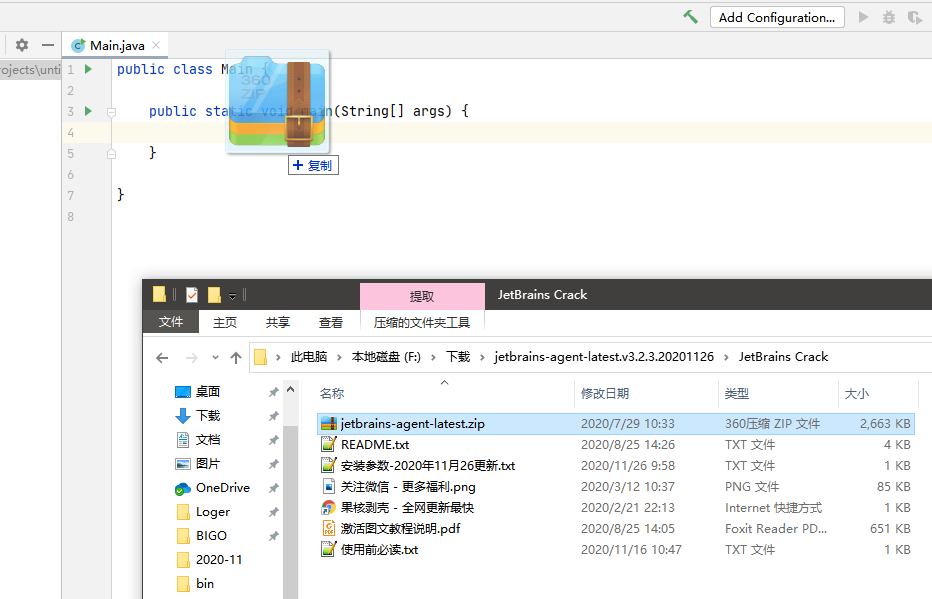 Add Configuration...
Main.java
rojects\unti
1 public class Main {
2
3 public static void main(String[] args) {
4
5 }
6
7 }
8
360
ZIP
+ 复制
提取 JetBrains Crack
文件 主页 共享 查看 压缩的文件夹工具
此电脑 > 本地磁盘 (F:) > 下载 > jetbrains-agent-latest.v3.2.3.20201126 > JetBrains Crack
桌面
下载
文档
图片
OneDrive
Loger
BIGO
2020-11
bin
名称 修改日期 类型 大小
jetbrains-agent-latest.zip 2020/7/29 10:33 360压缩 ZIP 文件 2,663 KB
README.txt 2020/8/25 14:26 TXT 文件 4 KB
安装参数-2020年11月26更新.txt 2020/11/26 9:58 TXT 文件 1 KB
关注微信 - 更多福利.png 2020/3/12 10:37 PNG 文件 85 KB
果核剥壳 - 全网更新最快 2020/2/21 22:13 Internet 快捷方式 1 KB
激活图文教程说明.pdf 2020/8/25 14:05 Foxit Reader PD... 651 KB
使用前必读.txt 2020/11/16 10:47 TXT 文件 1 KB